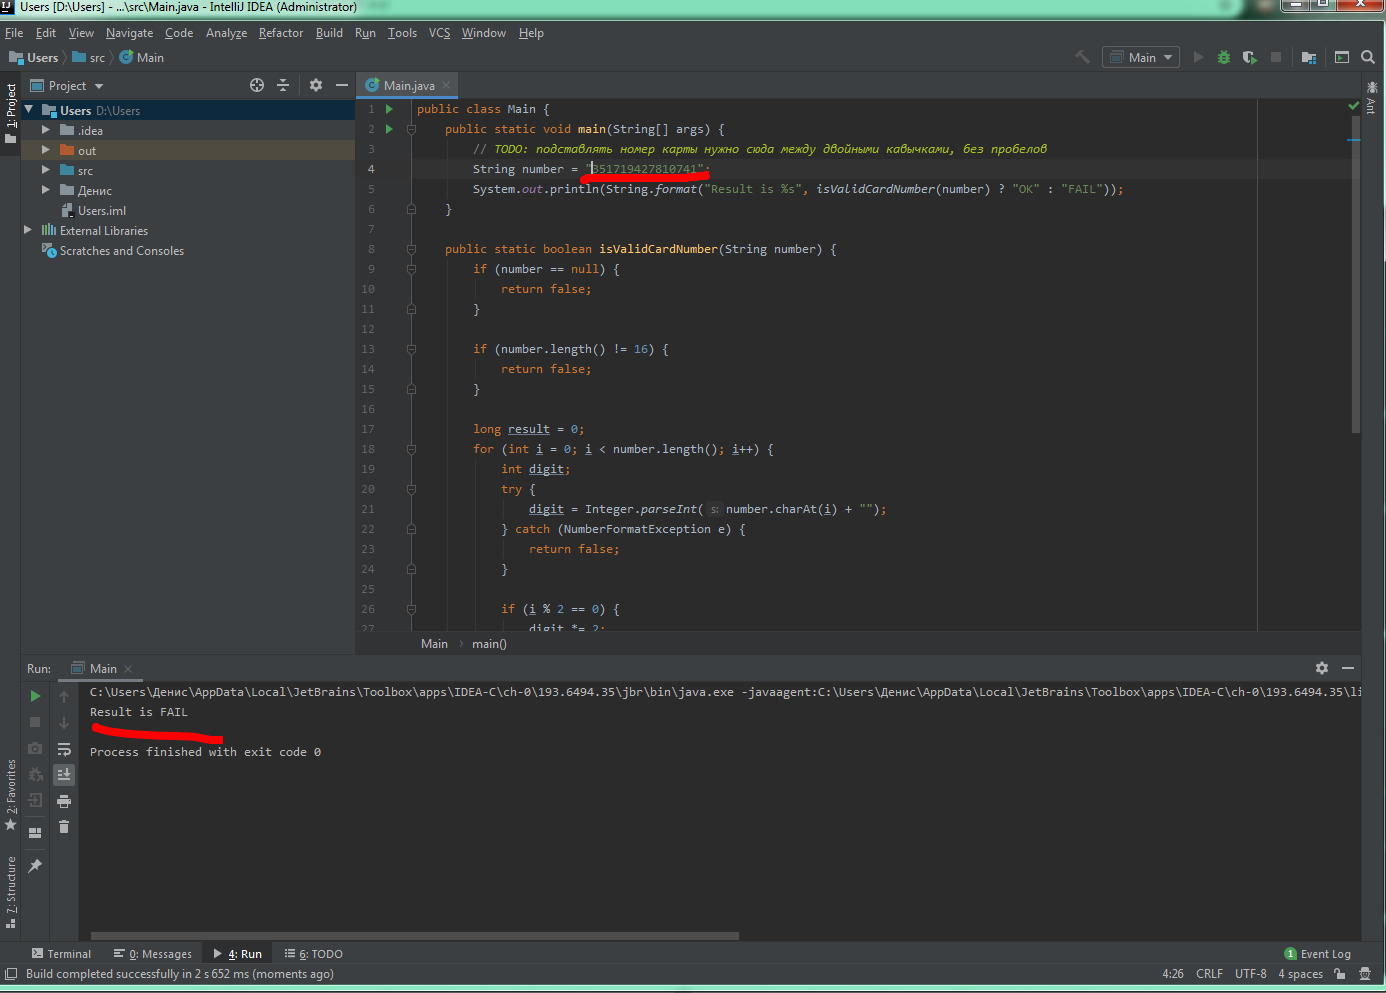 Users [D:\Users] - ...\src\Main.java - IntelliJ IDEA (Administrator)
File Edit View Navigate Code Analyze Refactor Build Run Tools VCS Window Help
Users src Main
Main
1: Project
Project
Main.java
Ant
Users D:\Users
.idea
out
src
Денис
Users.iml
External Libraries
Scratches and Consoles
1 public class Main {
2 public static void main(String[] args) {
3 // TODO: подставлять номер карты нужно сюда между двойными кавычками, без пробелов
4 String number = "351719427810741";
5 System.out.println(String.format("Result is %s", isValidCardNumber(number) ? "OK" : "FAIL"));
6 }
7
8 public static boolean isValidCardNumber(String number) {
9 if (number == null) {
10 return false;
11 }
12
13 if (number.length() != 16) {
14 return false;
15 }
16
17 long result = 0;
18 for (int i = 0; i < number.length(); i++) {
19 int digit;
20 try {
21 digit = Integer.parseInt( s: number.charAt(i) + "");
22 } catch (NumberFormatException e) {
23 return false;
24 }
25
26 if (i % 2 == 0) {
27 digit *= 2;
Main main()
Run: Main
C:\Users\Денис\AppData\Local\JetBrains\Toolbox\apps\IDEA-C\ch-0\193.6494.35\jbr\bin\java.exe -javaagent:C:\Users\Денис\AppData\Local\JetBrains\Toolbox\apps\IDEA-C\ch-0\193.6494.35\li
Result is FAIL
Process finished with exit code 0
2: Favorites
7: Structure
Terminal 0: Messages 4: Run 6: TODO
1 Event Log
Build completed successfully in 2 s 652 ms (moments ago)
4:26 CRLF UTF-8 4 spaces